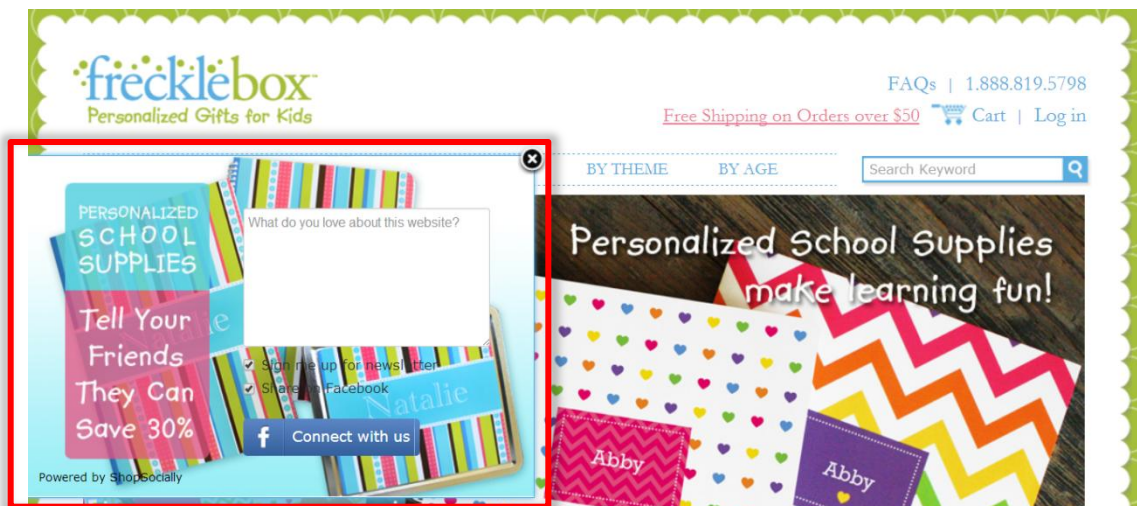 frecklebox™
Personalized Gifts for Kids
FAQs | 1.888.819.5798
Free Shipping on Orders over $50 Cart | Log in
BY THEME BY AGE Search Keyword
PERSONALIZED
SCHOOL
SUPPLIES
Tell Your
Friends
They Can
Save 30%
What do you love about this website?
Natalie
Sign me up for newsletter
Share on Facebook
Natalie
f Connect with us
Powered by ShopSocially
Personalized School Supplies
make learning fun!
Abby
Abby